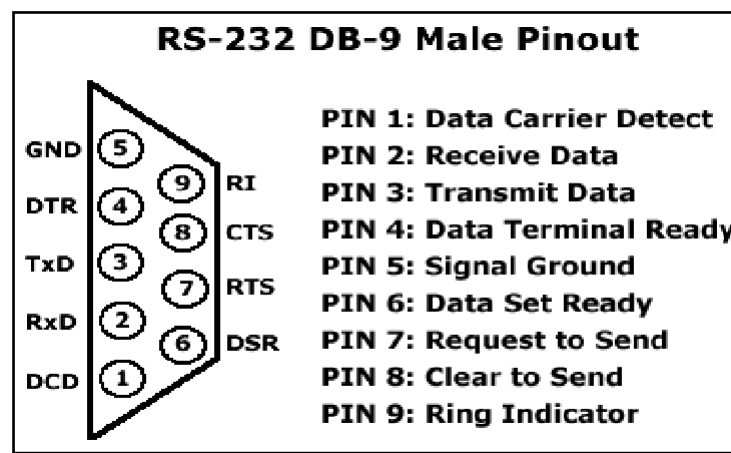 RS-232 DB-9 Male Pinout
GND 5
9 RI
DTR 4
8 CTS
TxD 3
7 RTS
RxD 2
6 DSR
DCD 1
PIN 1: Data Carrier Detect
PIN 2: Receive Data
PIN 3: Transmit Data
PIN 4: Data Terminal Ready
PIN 5: Signal Ground
PIN 6: Data Set Ready
PIN 7: Request to Send
PIN 8: Clear to Send
PIN 9: Ring Indicator